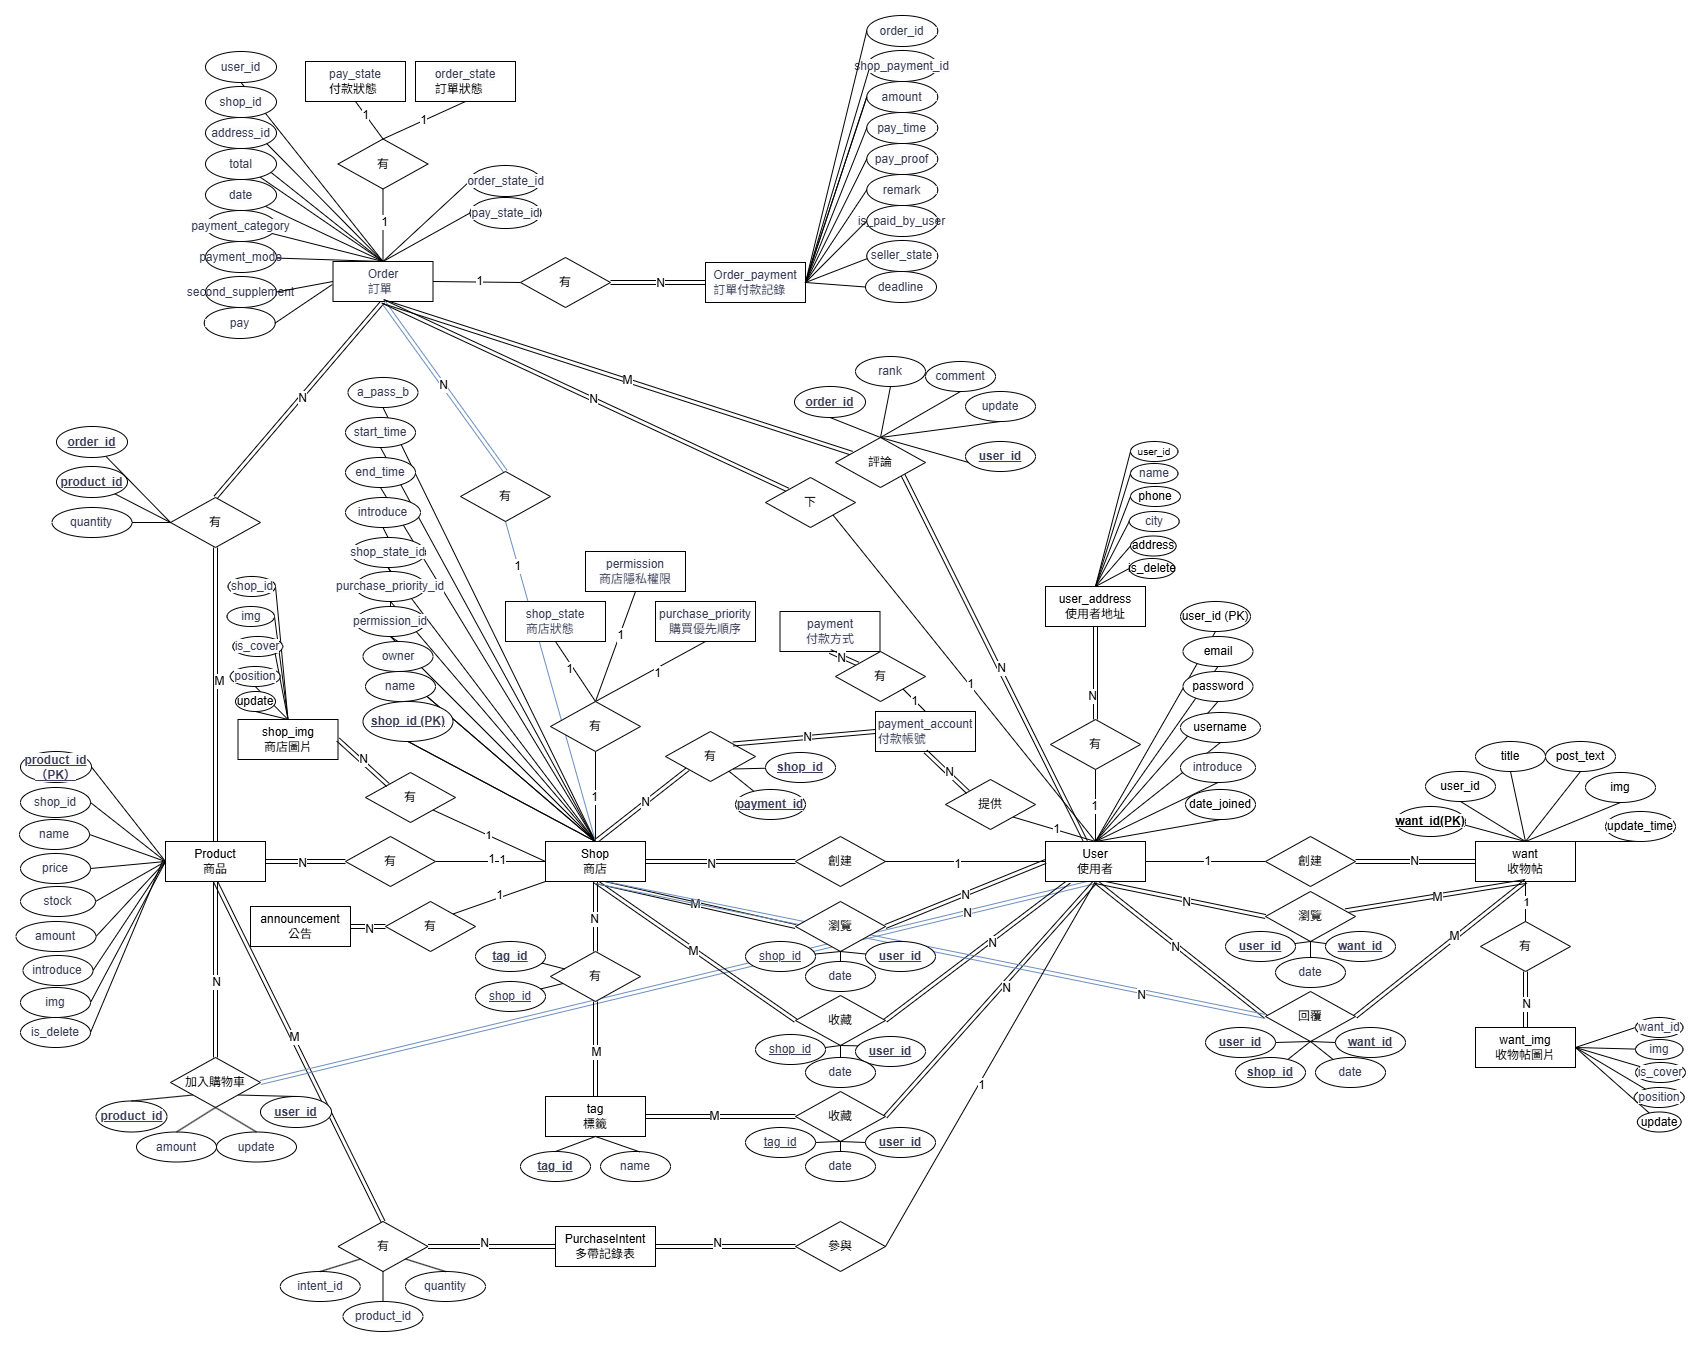 user_id
shop_id
address_id
total
date
payment_category
payment_mode
second_supplement
pay
pay_state
付款狀態
order_state
訂單狀態
1
1
有
1
order_state_id
pay_state_id
Order
訂單
1
有
N
Order_payment
訂單付款記錄
order_id
shop_payment_id
amount
pay_time
pay_proof
remark
is_paid_by_user
seller_state
deadline
N
N
M
N
order_id
product_id
quantity
有
M
a_pass_b
start_time
end_time
introduce
shop_state_id
purchase_priority_id
permission_id
owner
name
shop_id (PK)
有
1
order_id
rank
comment
update
user_id
評論
下
N
1
user_id
name
phone
city
address
is_delete
user_address
使用者地址
N
有
1
shop_id
img
is_cover
position
update
shop_img
商店圖片
N
有
1
permission
商店隱私權限
shop_state
商店狀態
purchase_priority
購買優先順序
1
1
1
有
1
payment
付款方式
N
有
1
payment_account
付款帳號
N
有
N
shop_id
payment_id
N
提供
1
user_id (PK)
email
password
username
introduce
date_joined
user_id
title
post_text
img
want_id(PK)
update_time
product_id
(PK)
shop_id
name
price
stock
amount
introduce
img
is_delete
Product
商品
N
有
1-1
Shop
商店
N
創建
1
User
使用者
1
創建
N
want
收物帖
announcement
公告
N
有
1
M
瀏覽
N
N
shop_id
user_id
date
N
瀏覽
M
user_id
want_id
date
1
有
N
want_img
收物帖圖片
want_id
img
is_cover
position
update
N
tag_id
有
shop_id
M
M
收藏
N
shop_id
user_id
date
N
N
M
回覆
user_id
want_id
shop_id
date
N
加入購物車
product_id
user_id
amount
update
M
tag
標籤
tag_id
name
M
收藏
N
tag_id
user_id
date
1
有
N
PurchaseIntent
多帶記錄表
N
參與
intent_id
quantity
product_id